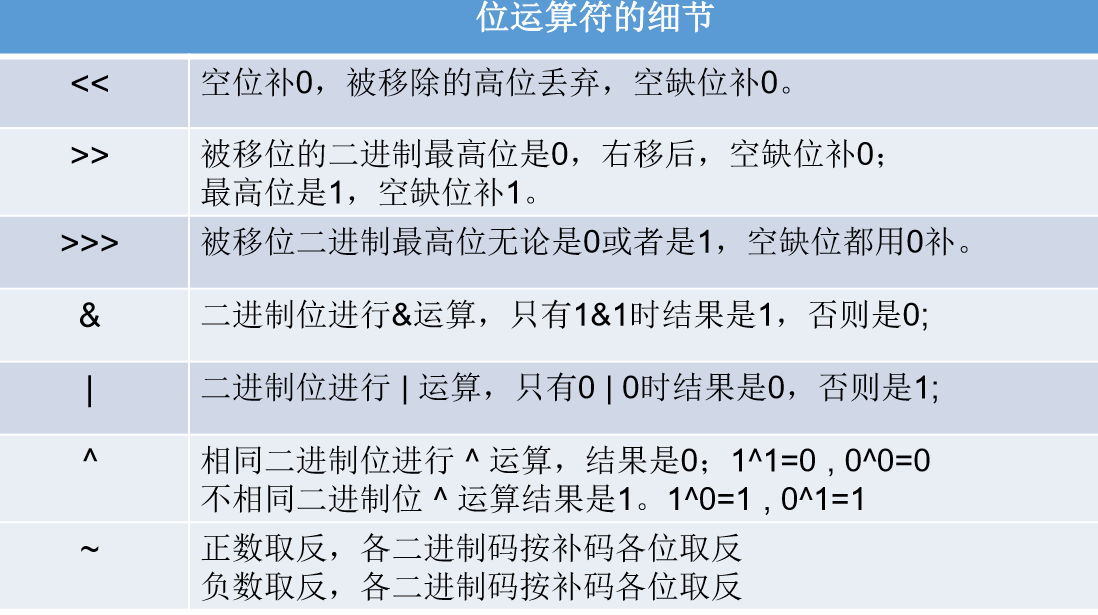 位运算符的细节
<< 空位补0，被移除的高位丢弃，空缺位补0。
>> 被移位的二进制最高位是0，右移后，空缺位补0；
最高位是1，空缺位补1。
>>> 被移位二进制最高位无论是0或者是1，空缺位都用0补。
& 二进制位进行&运算，只有1&1时结果是1，否则是0;
| 二进制位进行 | 运算，只有0 | 0时结果是0，否则是1;
^ 相同二进制位进行 ^ 运算，结果是0；1^1=0 , 0^0=0
不相同二进制位 ^ 运算结果是1。1^0=1 , 0^1=1
~ 正数取反，各二进制码按补码各位取反
负数取反，各二进制码按补码各位取反